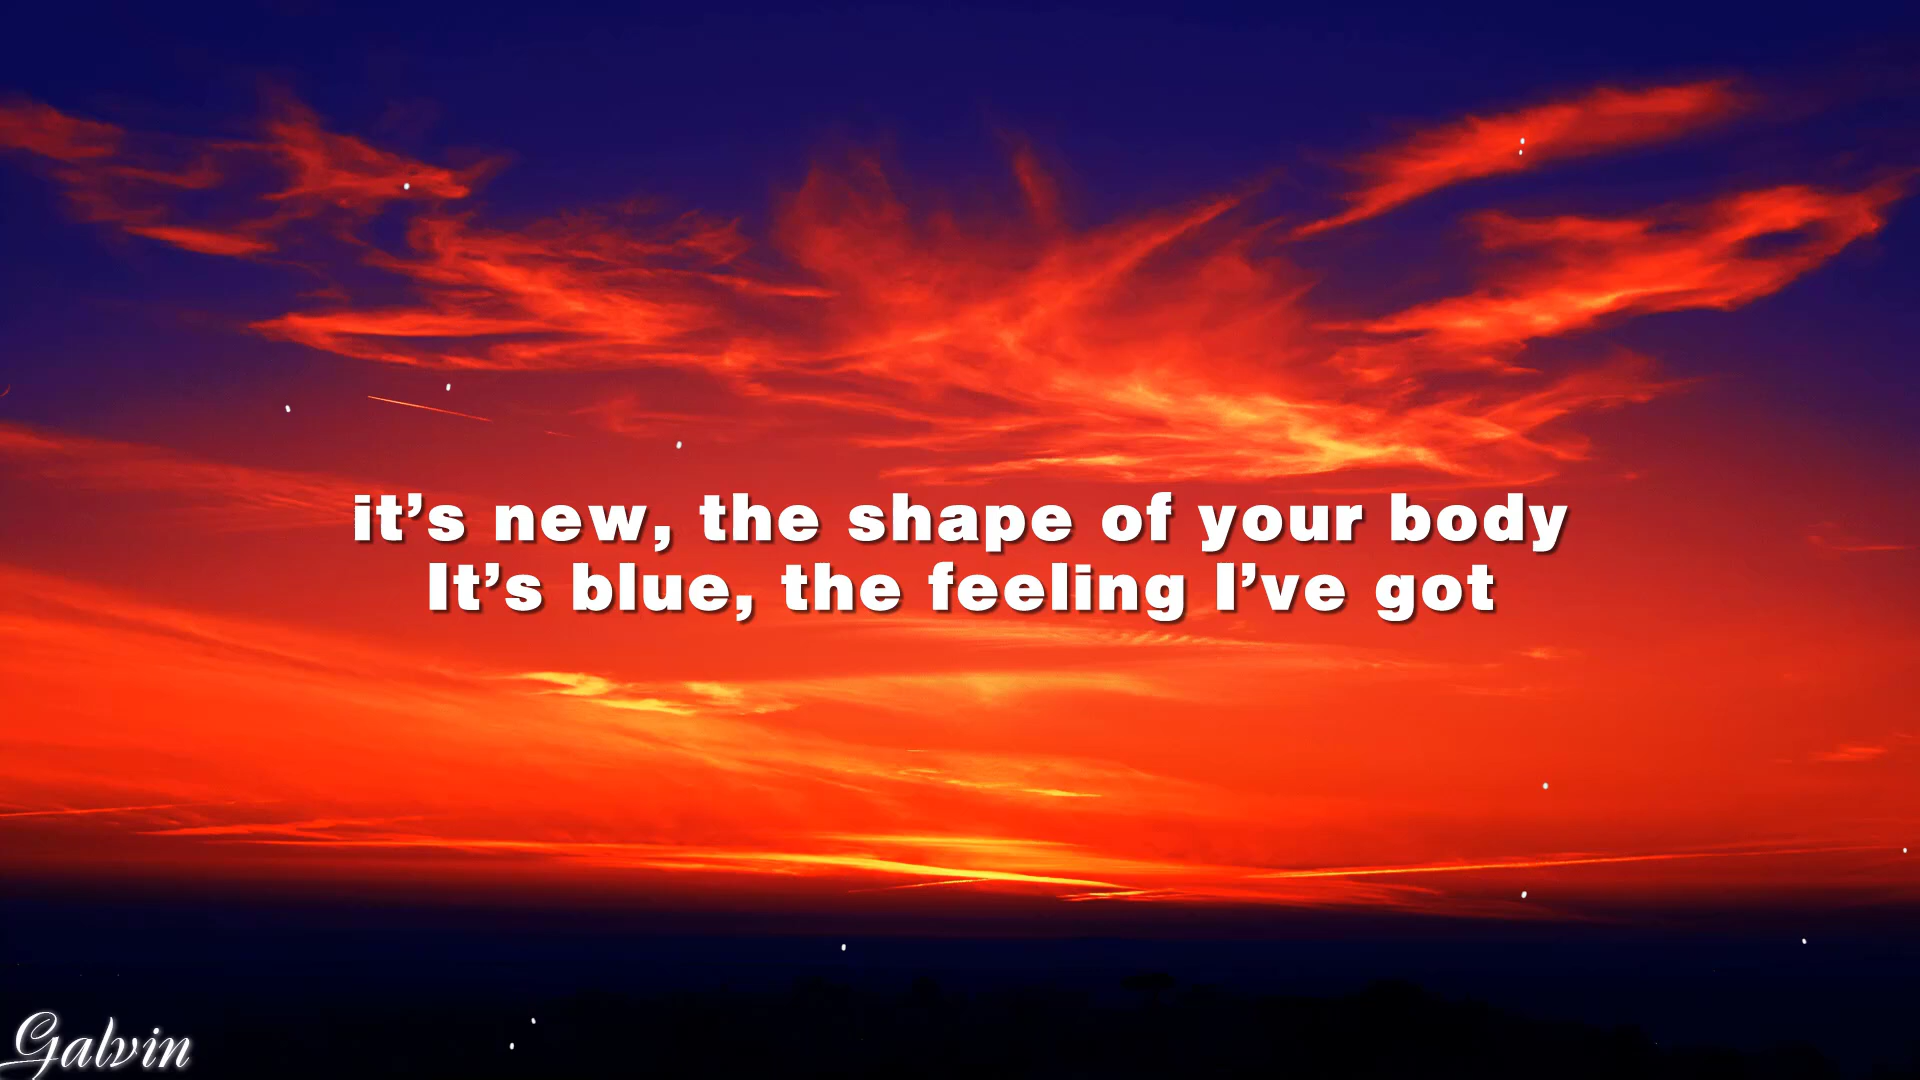 it’s new, the shape of your body
It’s blue, the feeling I’ve got
Galvin